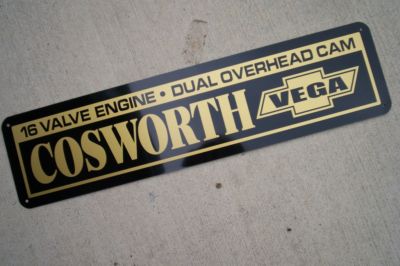 16 VALVE ENGINE • DUAL OVERHEAD CAM
COSWORTH VEGA